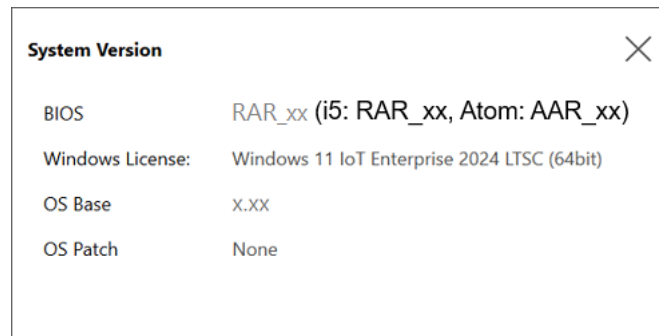 System Version
BIOS RAR_xx (i5: RAR_xx, Atom: AAR_xx)
Windows License: Windows 11 IoT Enterprise 2024 LTSC (64bit)
OS Base x.xx
OS Patch None